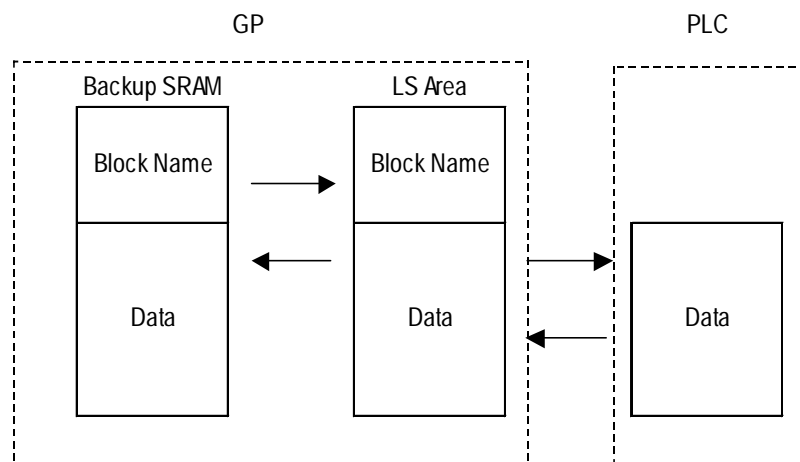 GP
PLC
Backup SRAM
LS Area
Block Name
Block Name
Data
Data
Data